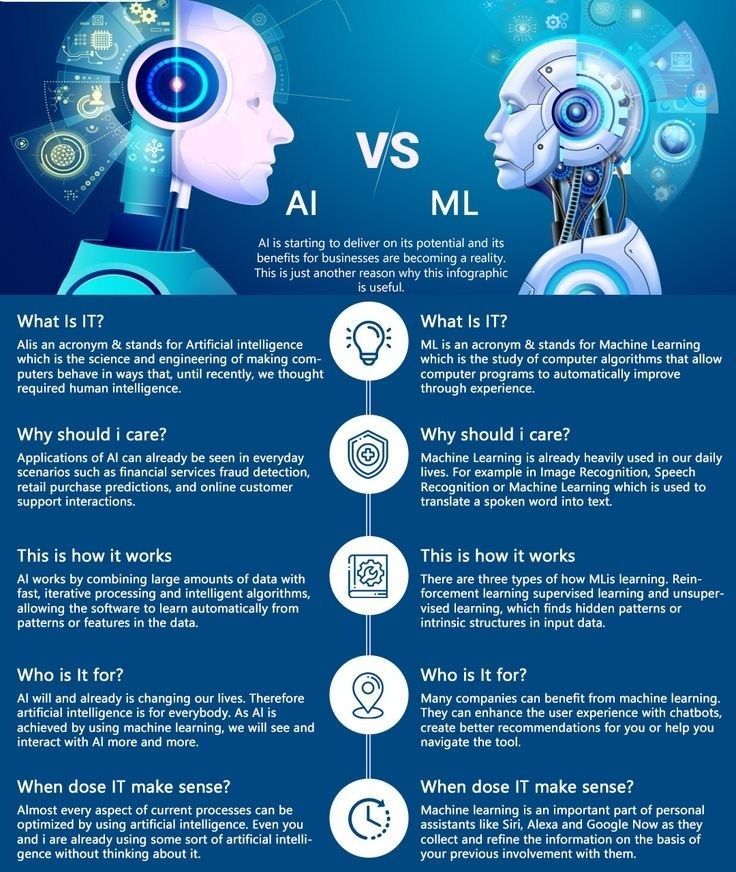 VS
AI
ML
AI is starting to deliver on its potential and its
benefits for businesses are becoming a reality.
This is just another reason why this infographic
is useful.
What Is IT?
AIis an acronym & stands for Artificial intelligence
which is the science and engineering of making com-
puters behave in ways that, until recently, we thought
required human intelligence.
What Is IT?
ML is an acronym & stands for Machine Learning
which is the study of computer algorithms that allow
computer programs to automatically improve
through experience.
Why should i care?
Applications of AI can already be seen in everyday
scenarios such as financial services fraud detection,
retail purchase predictions, and online customer
support interactions.
Why should i care?
Machine Learning is already heavily used in our daily
lives. For example in Image Recognition, Speech
Recognition or Machine Learning which is used to
translate a spoken word into text.
This is how it works
AI works by combining large amounts of data with
fast, iterative processing and intelligent algorithms,
allowing the software to learn automatically from
patterns or features in the data.
This is how it works
There are three types of how MLis learning. Rein-
forcement learning supervised learning and unsuper-
vised learning, which finds hidden patterns or
intrinsic structures in input data.
Who is It for?
AI will and already is changing our lives. Therefore
artificial intelligence is for everybody. As AI is
achieved by using machine learning, we will see and
interact with AI more and more.
Who is It for?
Many companies can benefit from machine learning.
They can enhance the user experience with chatbots,
create better recommendations for you or help you
navigate the tool.
When dose IT make sense?
Almost every aspect of current processes can be
optimized by using artificial intelligence. Even you
and i are already using some sort of artificial intelli-
gence without thinking about it.
When dose IT make sense?
Machine learning is an important part of personal
assistants like Siri, Alexa and Google Now as they
collect and refine the information on the basis of
your previous involvement with them.